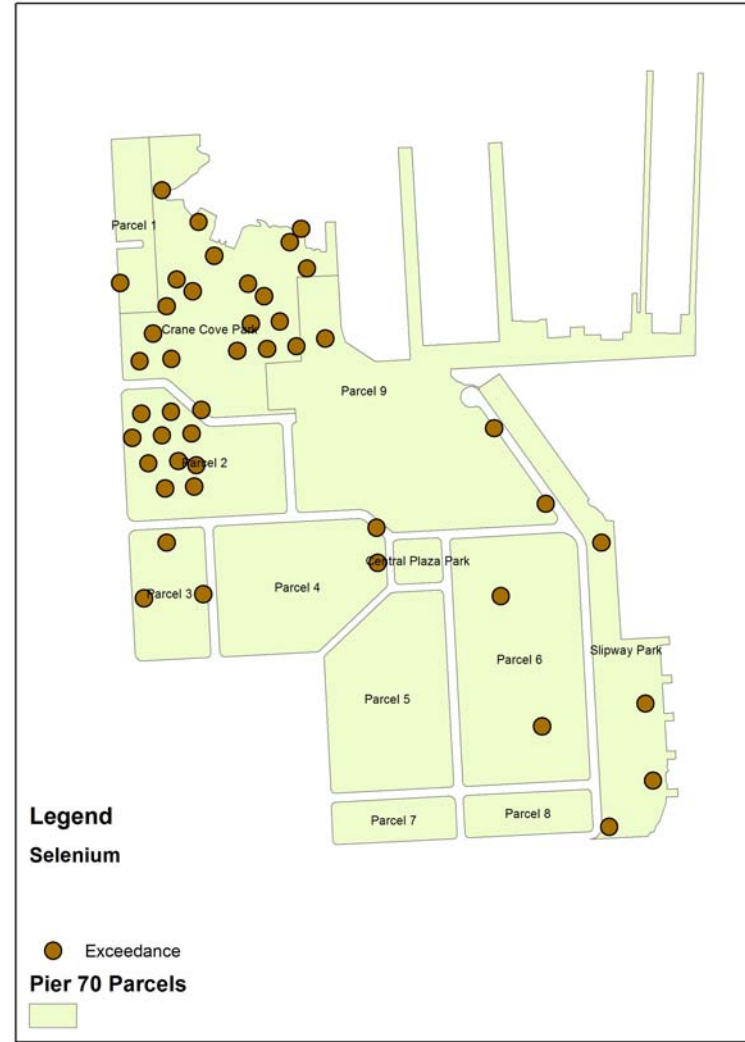 Parcel 1
Crane Cove Park
Parcel 9
Parcel 2
Central Plaza Park
Parcel 3
Parcel 4
Slipway Park
Parcel 6
Parcel 5
Parcel 7
Parcel 8
Legend
Selenium
Exceedance
Pier 70 Parcels